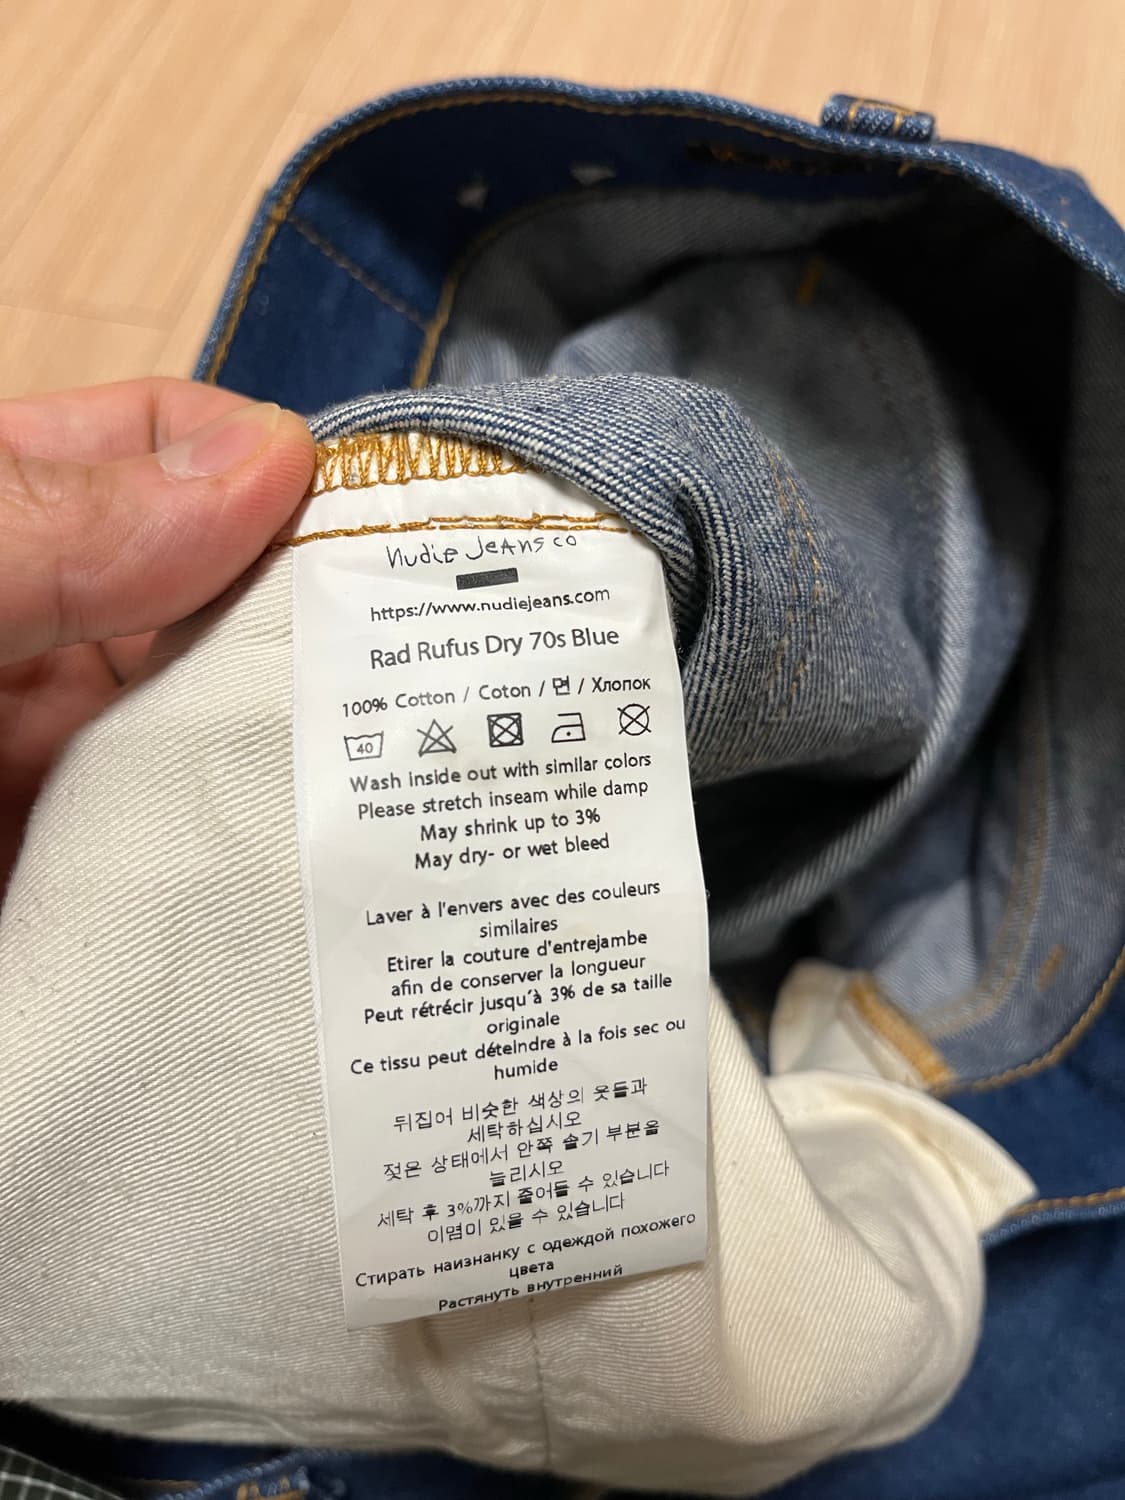 Nudie Jeans co
https://www.nudiejeans.com
Rad Rufus Dry 70s Blue
100% Cotton / Coton / 면 / Хлопок
40
Wash inside out with similar colors
Please stretch inseam while damp
May shrink up to 3%
May dry- or wet bleed
Laver à l'envers avec des couleurs
similaires
Etirer la couture d'entrejambe
afin de conserver la longueur
Peut rétrécir jusqu'à 3% de sa taille
originale
Ce tissu peut déteindre à la fois sec ou
humide
뒤집어 비슷한 색상의 옷들과
세탁하십시오
젖은 상태에서 안쪽 솔기 부분을
늘리시오
세탁 후 3%까지 줄어들 수 있습니다
이염이 있을 수 있습니다
Стирать наизнанку с одеждой похожего
цвета
Растянуть внутренний